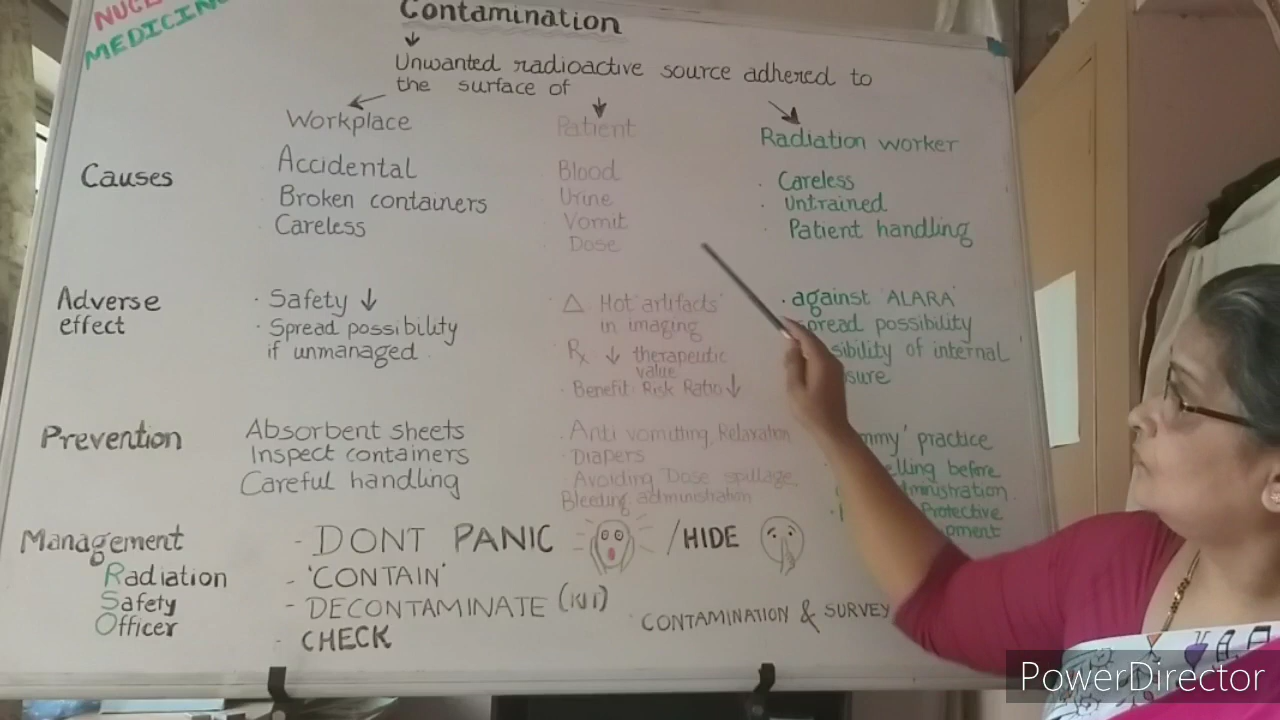 MEDICINE
Contamination
Unwanted radioactive source adhered to
the surface of
Workplace
Patient
Radiation worker
Causes
Accidental
Broken containers
Careless
Blood
Urine
Vomit
Dose
Careless
Untrained
Patient handling
Adverse
effect
Safety ↓
Spread possibility
if unmanaged
△ Hot artifacts
in imaging
Rx ↓ therapeutic
value
Benefit: Risk Ratio ↓
against 'ALARA'
possibility
of internal
Prevention
Absorbent sheets
Inspect containers
Careful handling
Anti vomitting, Relaxation
Diapers
Avoiding Dose spillage
Bleeding, administration
practice
before
Protective
Management
Radiation
Safety
Officer
- DONT PANIC /HIDE
- 'CONTAIN'
- DECONTAMINATE
- CHECK
CONTAMINATION & SURVEY
PowerDirector